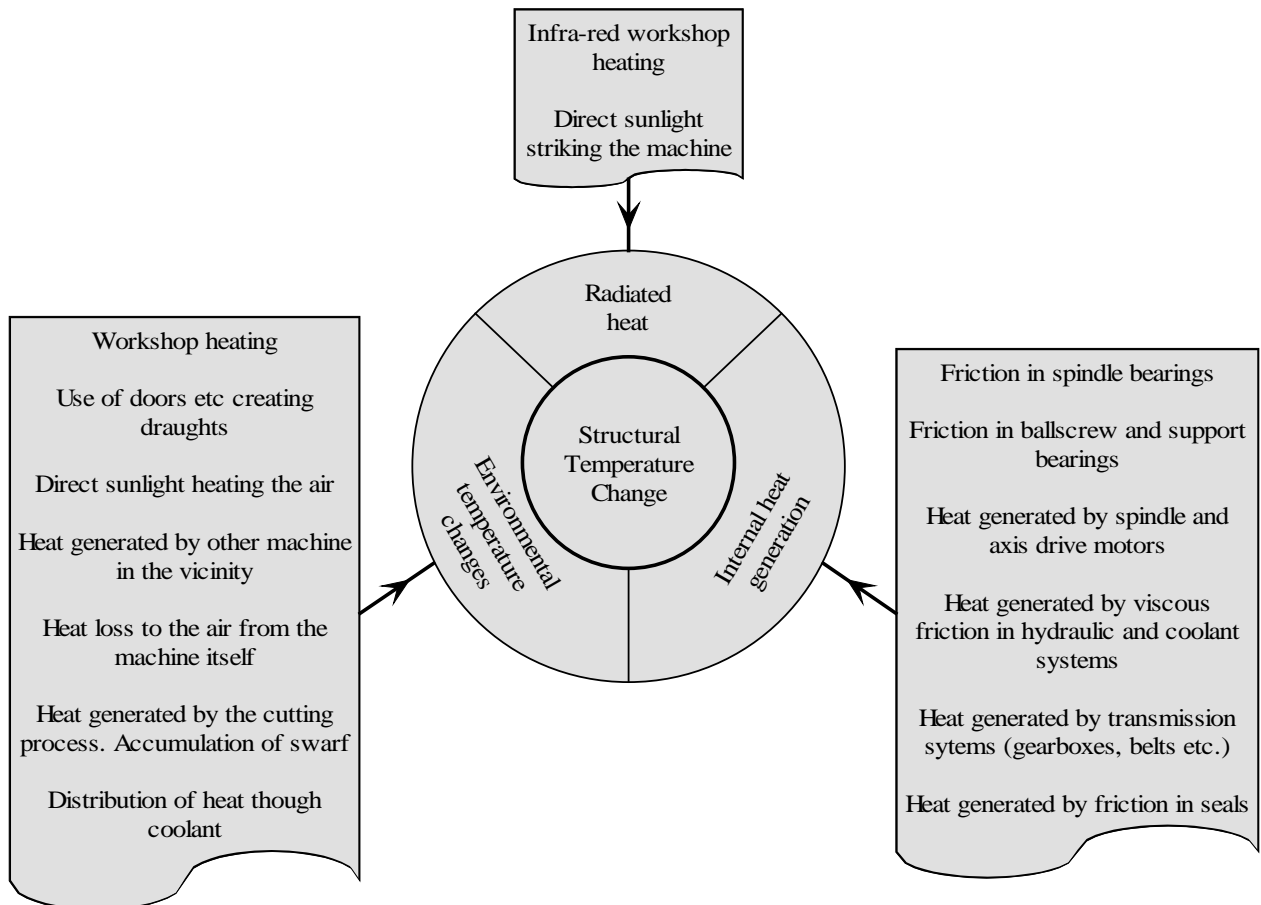 Infra-red workshop
heating
Direct sunlight
striking the machine
Radiated
heat
Structural
Temperature
Change
Environmental
temperature
changes
Internal heat
generation
Workshop heating
Use of doors etc creating
draughts
Direct sunlight heating the air
Heat generated by other machine
in the vicinity
Heat loss to the air from the
machine itself
Heat generated by the cutting
process. Accumulation of swarf
Distribution of heat though
coolant
Friction in spindle bearings
Friction in ballscrew and support
bearings
Heat generated by spindle and
axis drive motors
Heat generated by viscous
friction in hydraulic and coolant
systems
Heat generated by transmission
sytems (gearboxes, belts etc.)
Heat generated by friction in seals